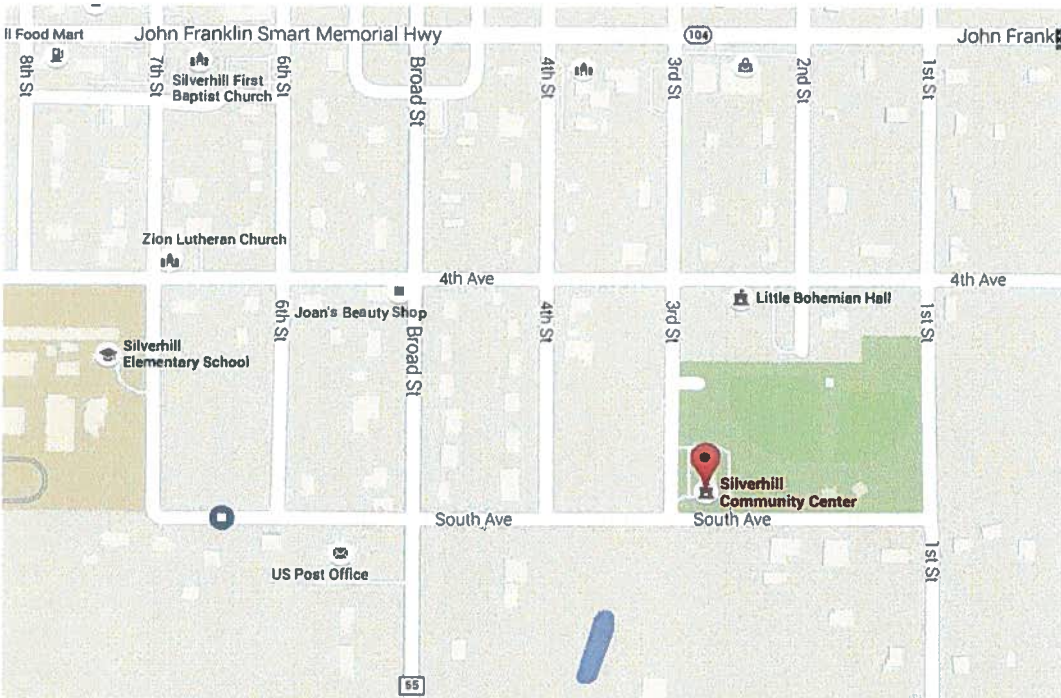 ll Food Mart
John Franklin Smart Memorial Hwy
104
John Frank
8th St
7th St
Silverhill First
Baptist Church
6th St
Broad St
4th St
3rd St
2nd St
1st St
Zion Lutheran Church
4th Ave
4th Ave
Joan's Beauty Shop
Little Bohemian Hall
6th St
Broad St
4th St
3rd St
1st St
Silverhill
Elementary School
Silverhill
Community Center
South Ave
South Ave
US Post Office
1st St
55